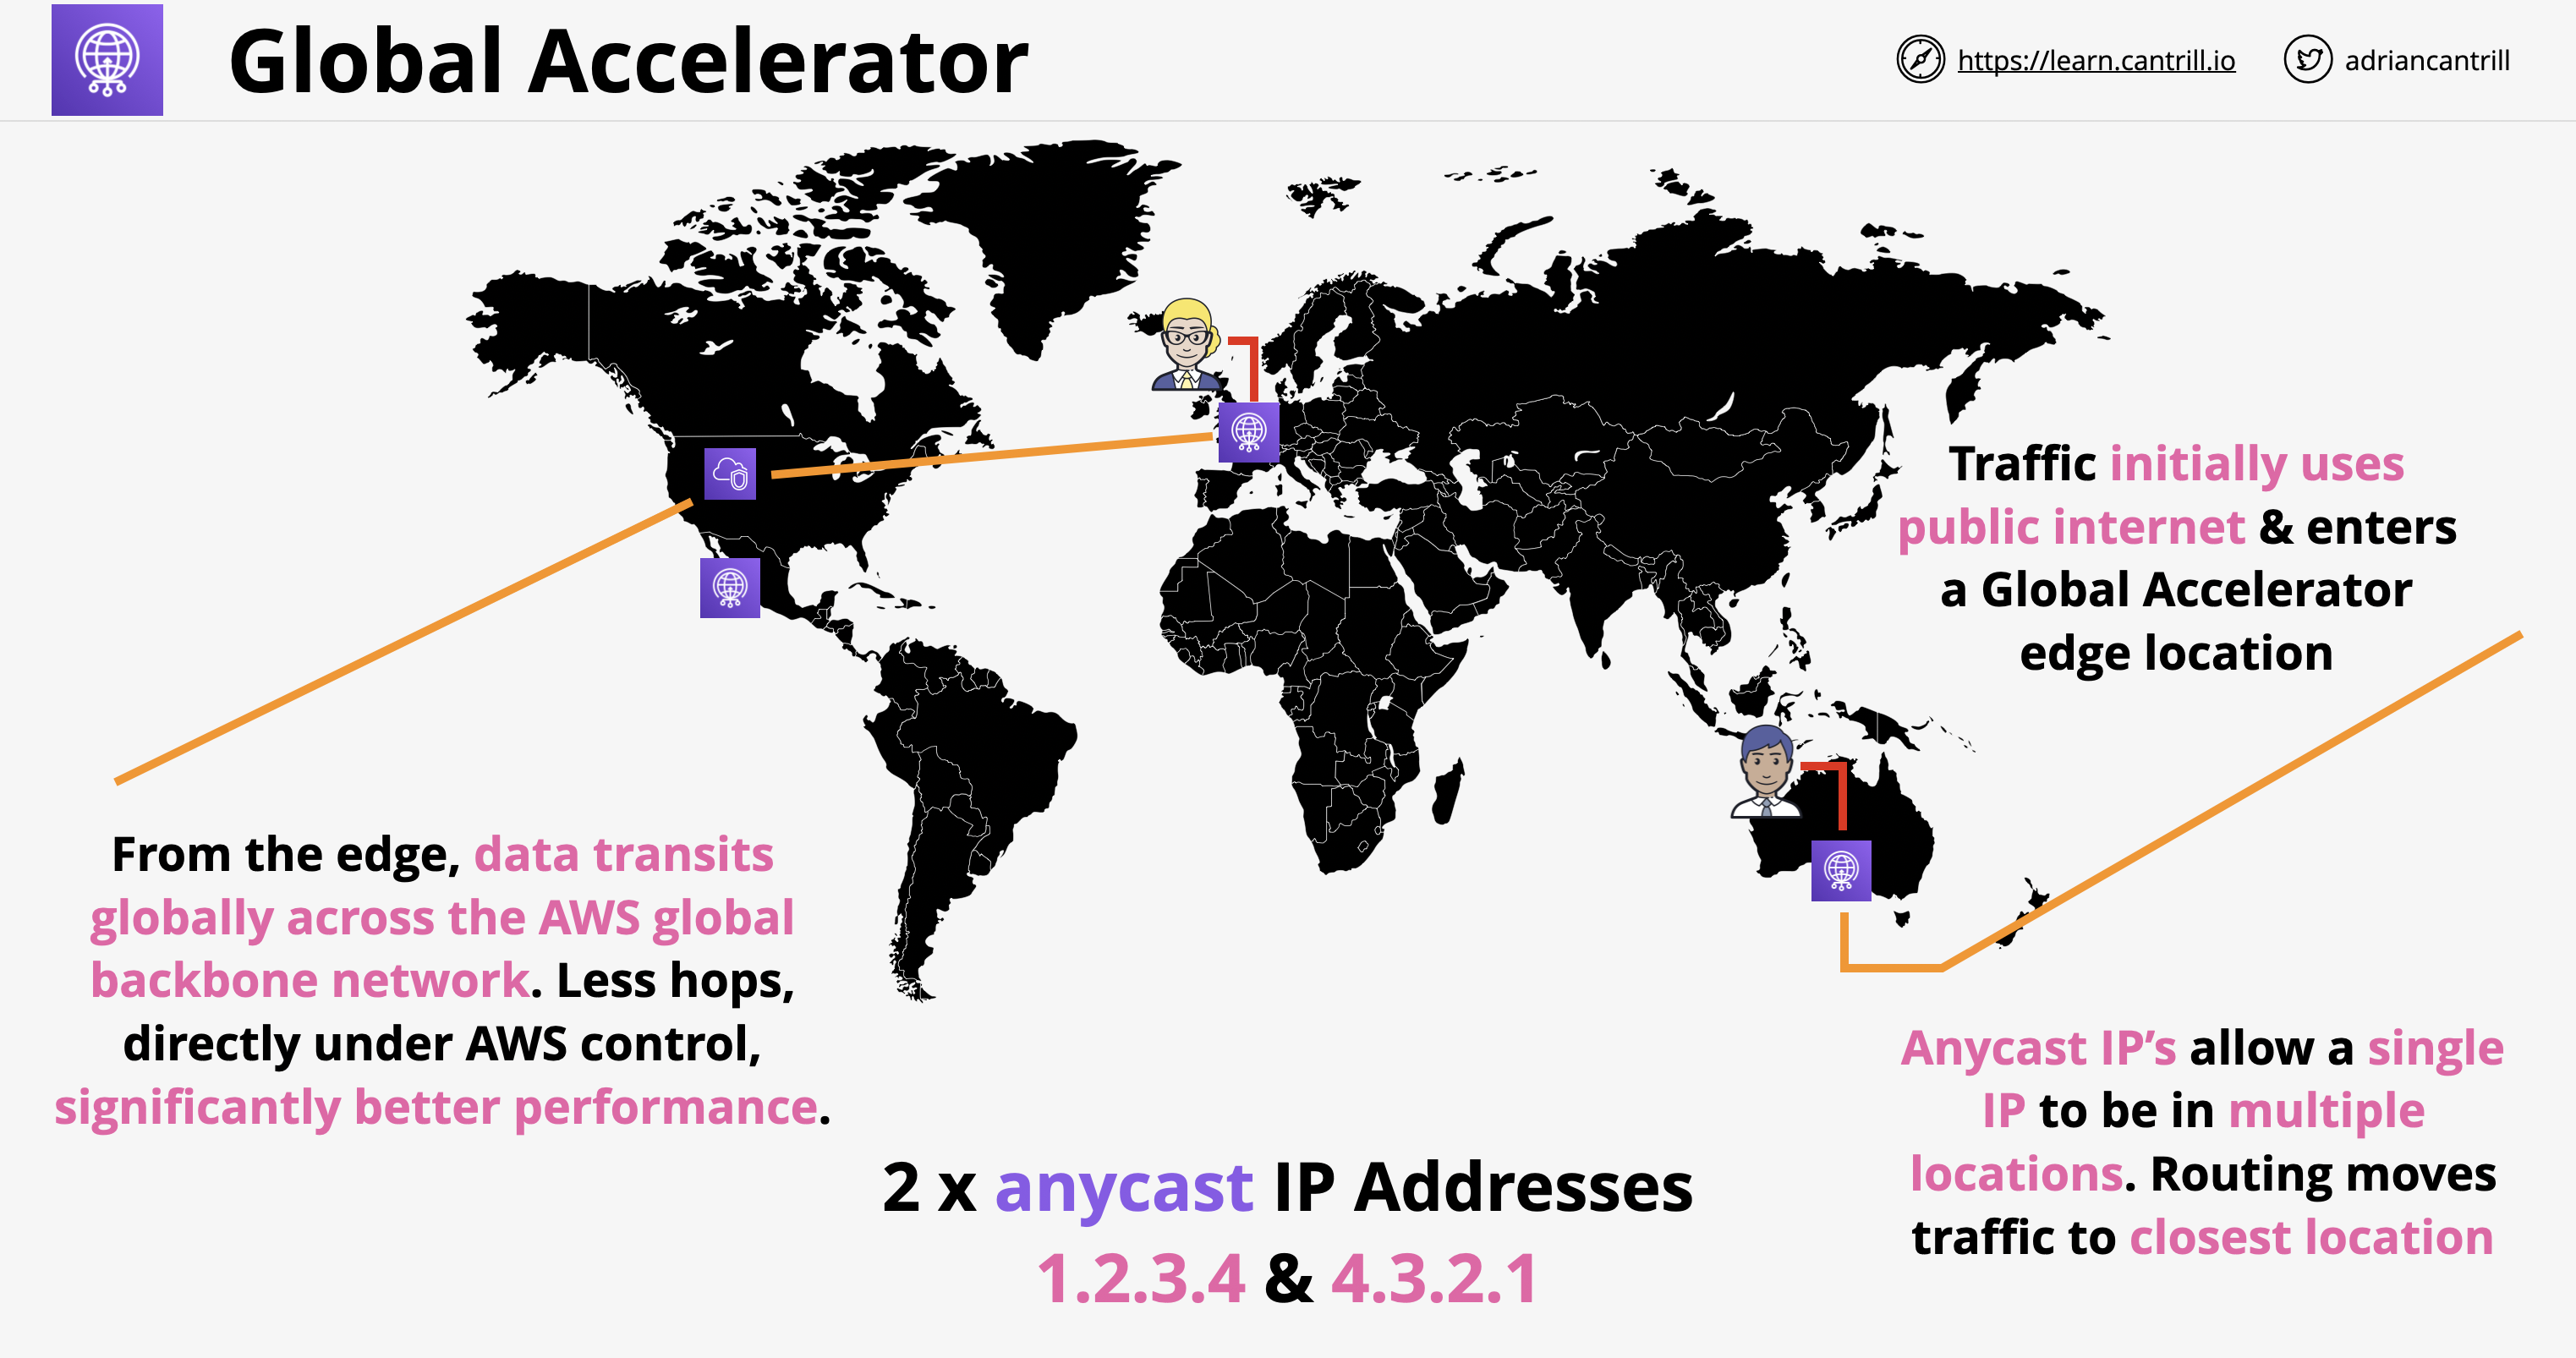 Global Accelerator
https://learn.cantrill.io
adriancantrill
Traffic initially uses
public internet & enters
a Global Accelerator
edge location
From the edge, data transits
globally across the AWS global
backbone network. Less hops,
directly under AWS control,
significantly better performance.
Anycast IP’s allow a single
IP to be in multiple
locations. Routing moves
traffic to closest location
2 x anycast IP Addresses
1.2.3.4 & 4.3.2.1